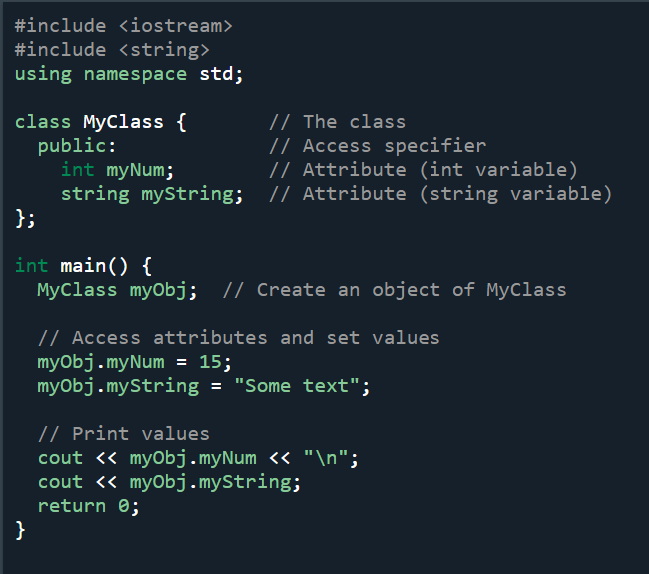 #include <iostream>
#include <string>
using namespace std;

class MyClass {       // The class
  public:             // Access specifier
    int myNum;        // Attribute (int variable)
    string myString;  // Attribute (string variable)
};

int main() {
  MyClass myObj;  // Create an object of MyClass

  // Access attributes and set values
  myObj.myNum = 15;
  myObj.myString = "Some text";

  // Print values
  cout << myObj.myNum << "\n";
  cout << myObj.myString;
  return 0;
}